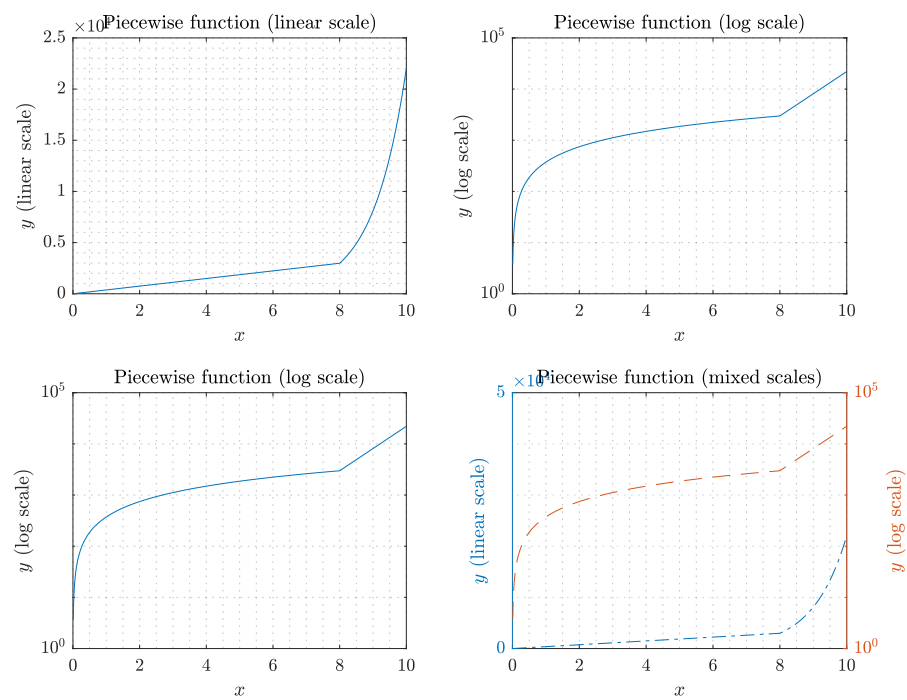 Piecewise function (linear scale)
2.5
2
1.5
1
0.5
0
y (linear scale)
0 2 4 6 8 10
x
Piecewise function (log scale)
10^5
10^0
y (log scale)
0 2 4 6 8 10
x
Piecewise function (log scale)
10^5
10^0
y (log scale)
0 2 4 6 8 10
x
Piecewise function (mixed scales)
5
0
y (linear scale)
10^5
10^0
y (log scale)
0 2 4 6 8 10
x